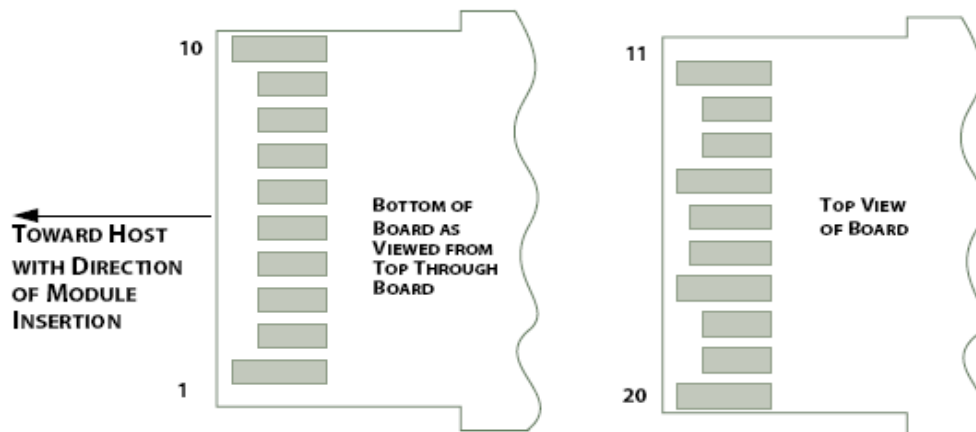 10
1
TOWARD HOST
WITH DIRECTION
OF MODULE
INSERTION
BOTTOM OF
BOARD AS
VIEWED FROM
TOP THROUGH
BOARD
11
20
TOP VIEW
OF BOARD